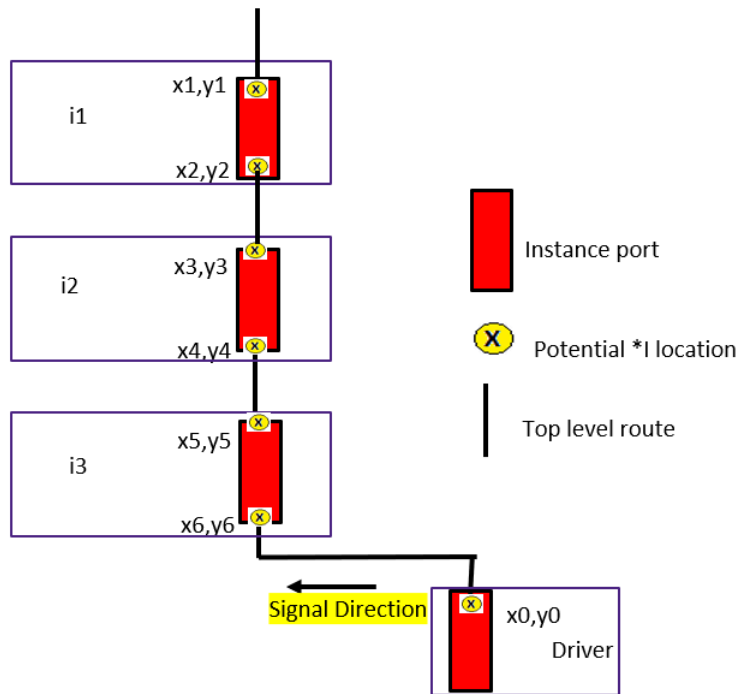 x1,y1
i1
x2,y2
x3,y3
i2
x4,y4
x5,y5
i3
x6,y6
Signal Direction
x0,y0
Driver
Instance port
X Potential *I location
Top level route
X
X
X
X
X
X
X